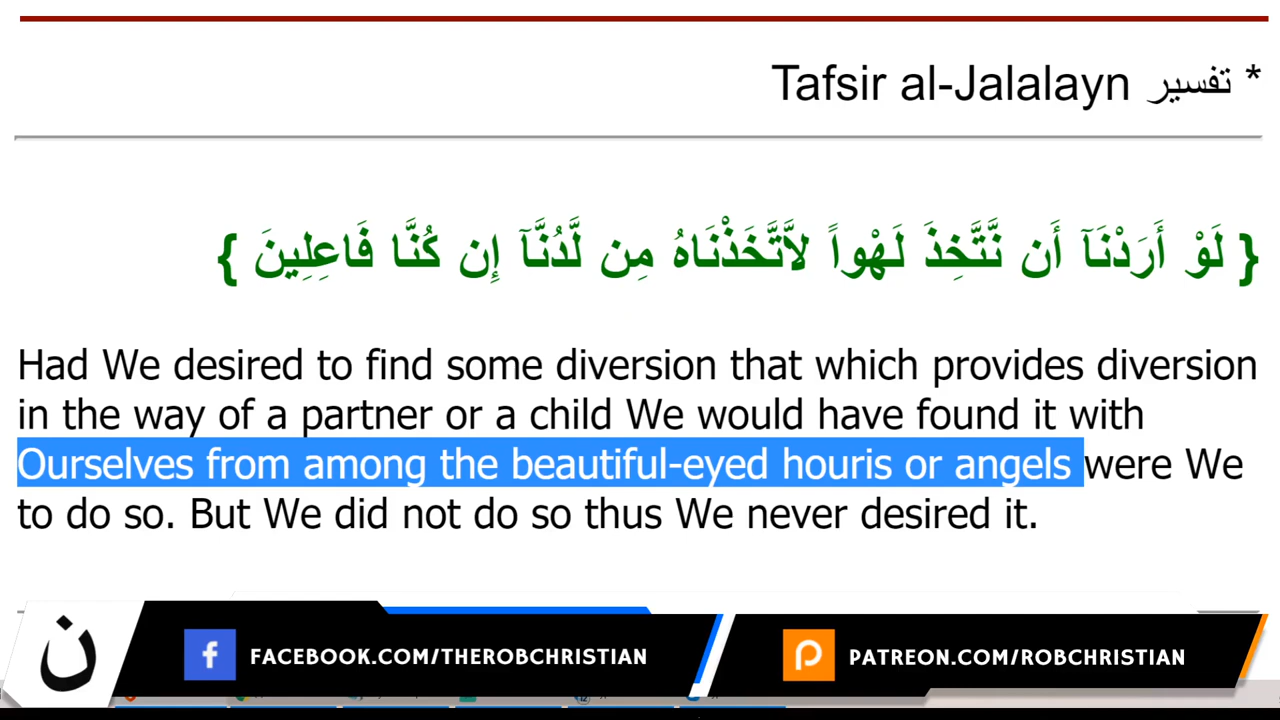 * تفسير Tafsir al-Jalalayn
{ لَوْ أَرَدْنَآ أَن نَّتَّخِذَ لَهْواً لاَّتَّخَذْنَاهُ مِن لَّدُنَّآ إِن كُنَّا فَاعِلِينَ }
Had We desired to find some diversion that which provides diversion
in the way of a partner or a child We would have found it with
Ourselves from among the beautiful-eyed houris or angels were We
to do so. But We did not do so thus We never desired it.
ن
f FACEBOOK.COM/THEROBCHRISTIAN
PATREON.COM/ROBCHRISTIAN